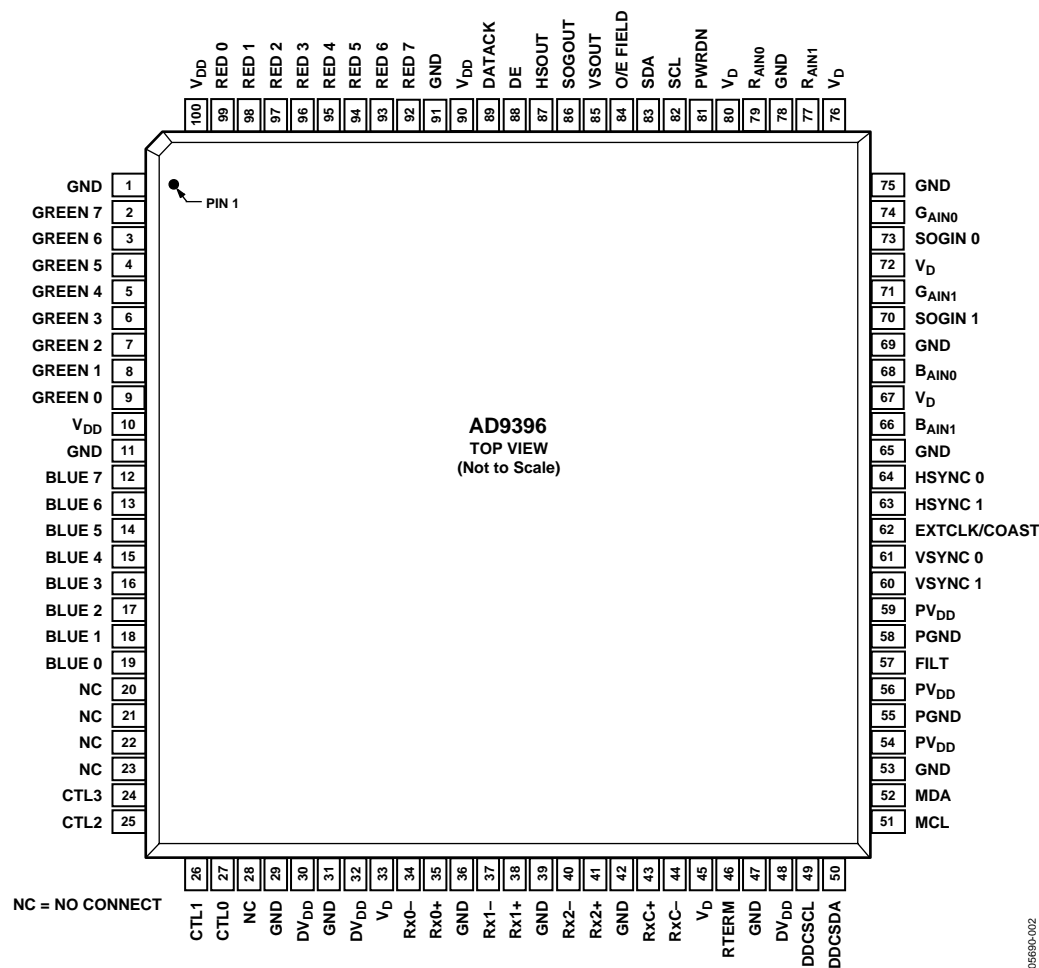 100 VDD
99 RED 0
98 RED 1
97 RED 2
96 RED 3
95 RED 4
94 RED 5
93 RED 6
92 RED 7
91 GND
90 VDD
89 DATACK
88 DE
87 HSOUT
86 SOGOUT
85 VSOUT
84 O/E FIELD
83 SDA
82 SCL
81 PWRDN
80 VD
79 RAIN0
78 GND
77 RAIN1
76 VD
GND 1
GREEN 7 2
GREEN 6 3
GREEN 5 4
GREEN 4 5
GREEN 3 6
GREEN 2 7
GREEN 1 8
GREEN 0 9
VDD 10
GND 11
BLUE 7 12
BLUE 6 13
BLUE 5 14
BLUE 4 15
BLUE 3 16
BLUE 2 17
BLUE 1 18
BLUE 0 19
NC 20
NC 21
NC 22
NC 23
CTL3 24
CTL2 25
PIN 1
AD9396
TOP VIEW
(Not to Scale)
75 GND
74 GAIN0
73 SOGIN 0
72 VD
71 GAIN1
70 SOGIN 1
69 GND
68 BAIN0
67 VD
66 BAIN1
65 GND
64 HSYNC 0
63 HSYNC 1
62 EXTCLK/COAST
61 VSYNC 0
60 VSYNC 1
59 PVDD
58 PGND
57 FILT
56 PVDD
55 PGND
54 PVDD
53 GND
52 MDA
51 MCL
26 CTL1
27 CTL0
28 NC
29 GND
30 DVDD
31 GND
32 DVDD
33 VD
34 Rx0–
35 Rx0+
36 GND
37 Rx1–
38 Rx1+
39 GND
40 Rx2–
41 Rx2+
42 GND
43 RxC+
44 RxC–
45 VD
46 RTERM
47 GND
48 DVDD
49 DDCSCL
50 DDCSDA
NC = NO CONNECT
05690-002